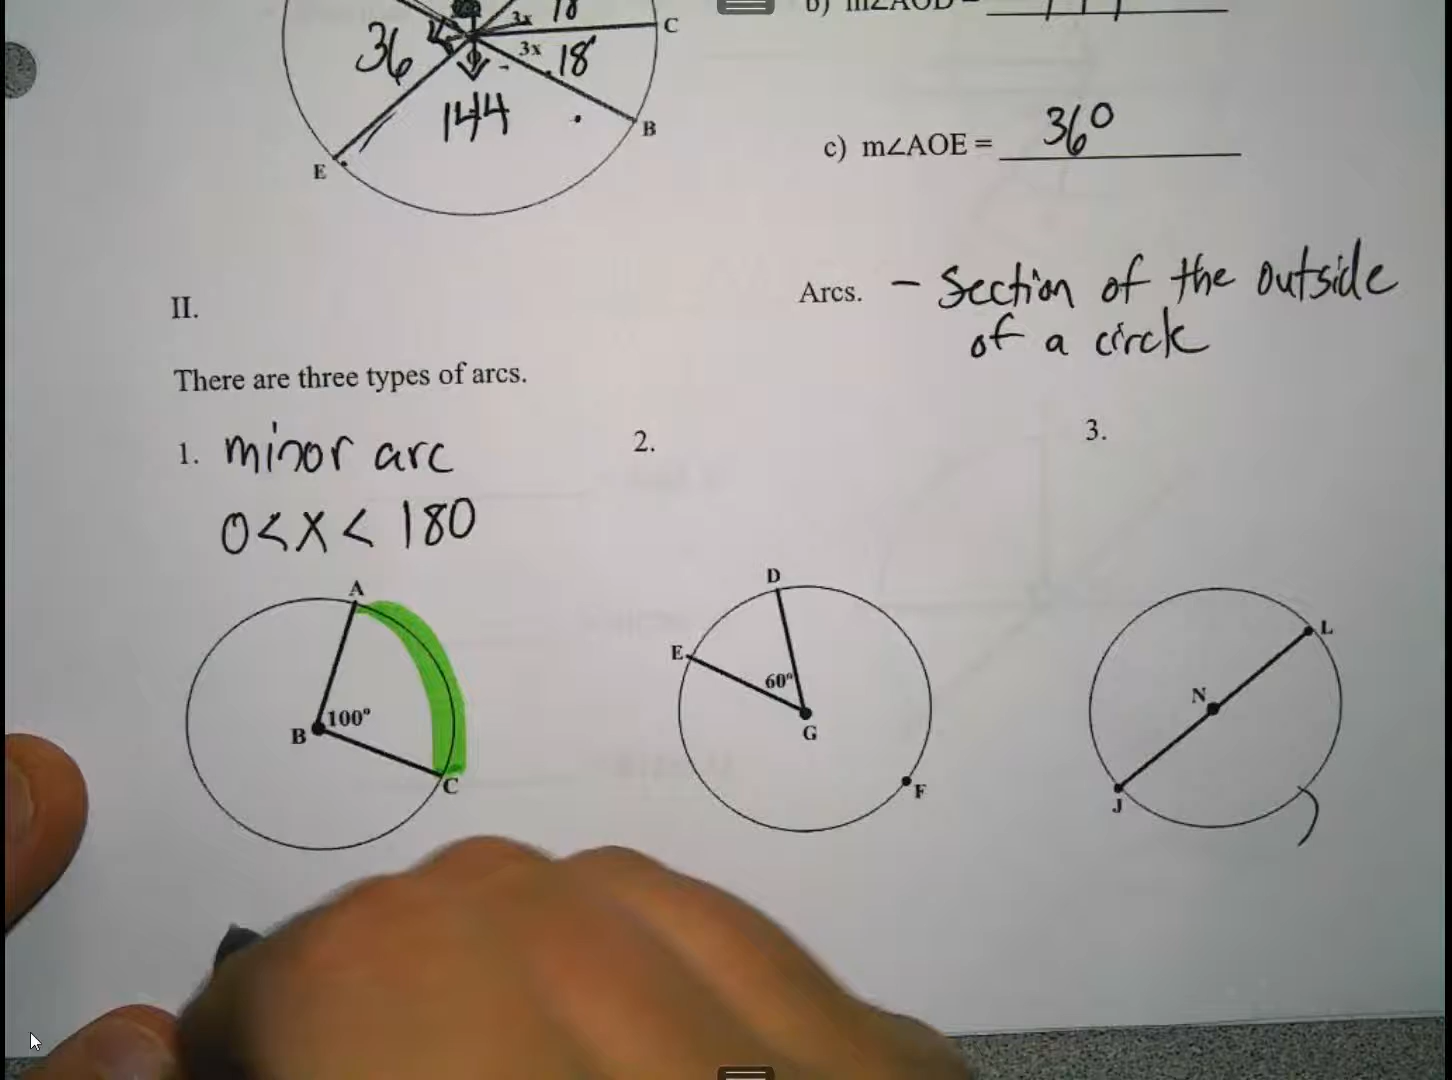 3x 18
C
36
3x 18
144
B
E
c) m∠AOE = 36°
Arcs. - Section of the outside
of a circle
II.
There are three types of arcs.
1. minor arc
0<x< 180
2.
3.
A
B
100°
C
D
E
60°
G
F
L
N
J